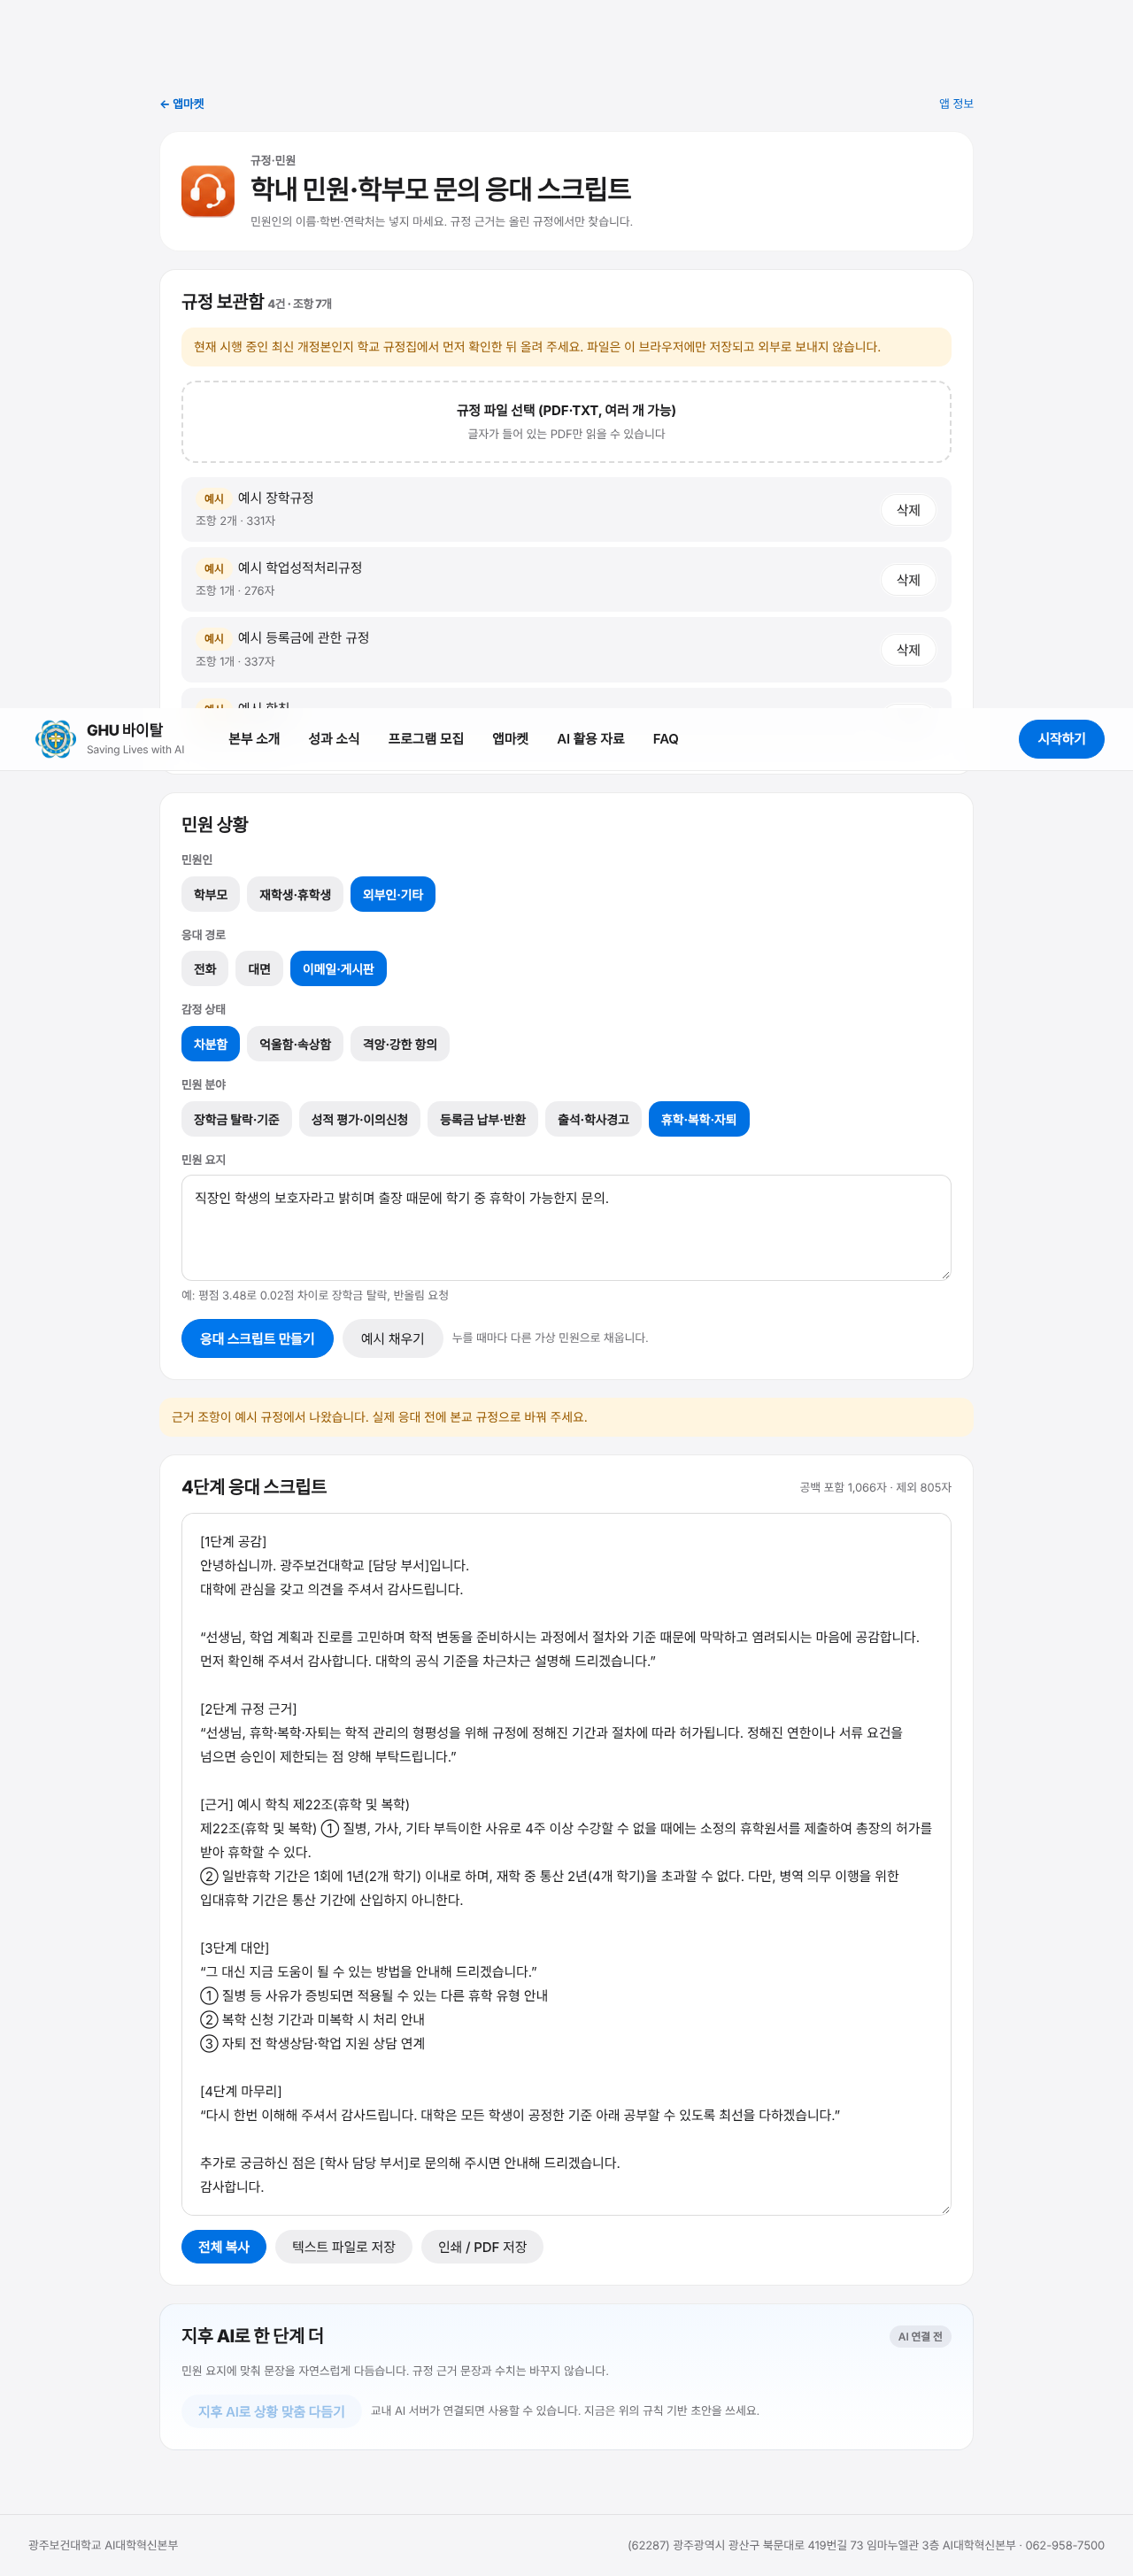 ← 앱마켓
앱 정보
규정·민원
학내 민원·학부모 문의 응대 스크립트
민원인의 이름·학번·연락처는 넣지 마세요. 규정 근거는 올린 규정에서만 찾습니다.
규정 보관함 4건 · 조항 7개
현재 시행 중인 최신 개정본인지 학교 규정집에서 먼저 확인한 뒤 올려 주세요. 파일은 이 브라우저에만 저장되고 외부로 보내지 않습니다.
규정 파일 선택 (PDF·TXT, 여러 개 가능)
글자가 들어 있는 PDF만 읽을 수 있습니다
예시 예시 장학규정
조항 2개 · 331자
삭제
예시 예시 학업성적처리규정
조항 1개 · 276자
삭제
예시 예시 등록금에 관한 규정
조항 1개 · 337자
삭제
예시 예시 학칙
GHU 바이탈
Saving Lives with AI
본부 소개 성과 소식 프로그램 모집 앱마켓 AI 활용 자료 FAQ
시작하기
민원 상황
민원인
학부모 재학생·휴학생 외부인·기타
응대 경로
전화 대면 이메일·게시판
감정 상태
차분함 억울함·속상함 격앙·강한 항의
민원 분야
장학금 탈락·기준 성적 평가·이의신청 등록금 납부·반환 출석·학사경고 휴학·복학·자퇴
민원 요지
직장인 학생의 보호자라고 밝히며 출장 때문에 학기 중 휴학이 가능한지 문의.
예: 평점 3.48로 0.02점 차이로 장학금 탈락, 반올림 요청
응대 스크립트 만들기 예시 채우기 누를 때마다 다른 가상 민원으로 채웁니다.
근거 조항이 예시 규정에서 나왔습니다. 실제 응대 전에 본교 규정으로 바꿔 주세요.
4단계 응대 스크립트
공백 포함 1,066자 · 제외 805자
[1단계 공감]
안녕하십니까. 광주보건대학교 [담당 부서]입니다.
대학에 관심을 갖고 의견을 주셔서 감사드립니다.
“선생님, 학업 계획과 진로를 고민하며 학적 변동을 준비하시는 과정에서 절차와 기준 때문에 막막하고 염려되시는 마음에 공감합니다.
먼저 확인해 주셔서 감사합니다. 대학의 공식 기준을 차근차근 설명해 드리겠습니다.”
[2단계 규정 근거]
“선생님, 휴학·복학·자퇴는 학적 관리의 형평성을 위해 규정에 정해진 기간과 절차에 따라 허가됩니다. 정해진 연한이나 서류 요건을
넘으면 승인이 제한되는 점 양해 부탁드립니다.”
[근거] 예시 학칙 제22조(휴학 및 복학)
제22조(휴학 및 복학) ① 질병, 가사, 기타 부득이한 사유로 4주 이상 수강할 수 없을 때에는 소정의 휴학원서를 제출하여 총장의 허가를
받아 휴학할 수 있다.
② 일반휴학 기간은 1회에 1년(2개 학기) 이내로 하며, 재학 중 통산 2년(4개 학기)을 초과할 수 없다. 다만, 병역 의무 이행을 위한
입대휴학 기간은 통산 기간에 산입하지 아니한다.
[3단계 대안]
“그 대신 지금 도움이 될 수 있는 방법을 안내해 드리겠습니다.”
① 질병 등 사유가 증빙되면 적용될 수 있는 다른 휴학 유형 안내
② 복학 신청 기간과 미복학 시 처리 안내
③ 자퇴 전 학생상담·학업 지원 상담 연계
[4단계 마무리]
“다시 한번 이해해 주셔서 감사드립니다. 대학은 모든 학생이 공정한 기준 아래 공부할 수 있도록 최선을 다하겠습니다.”
추가로 궁금하신 점은 [학사 담당 부서]로 문의해 주시면 안내해 드리겠습니다.
감사합니다.
전체 복사 텍스트 파일로 저장 인쇄 / PDF 저장
지후 AI로 한 단계 더
AI 연결 전
민원 요지에 맞춰 문장을 자연스럽게 다듬습니다. 규정 근거 문장과 수치는 바꾸지 않습니다.
지후 AI로 상황 맞춤 다듬기 교내 AI 서버가 연결되면 사용할 수 있습니다. 지금은 위의 규칙 기반 초안을 쓰세요.
광주보건대학교 AI대학혁신본부
(62287) 광주광역시 광산구 북문대로 419번길 73 임마누엘관 3층 AI대학혁신본부 · 062-958-7500